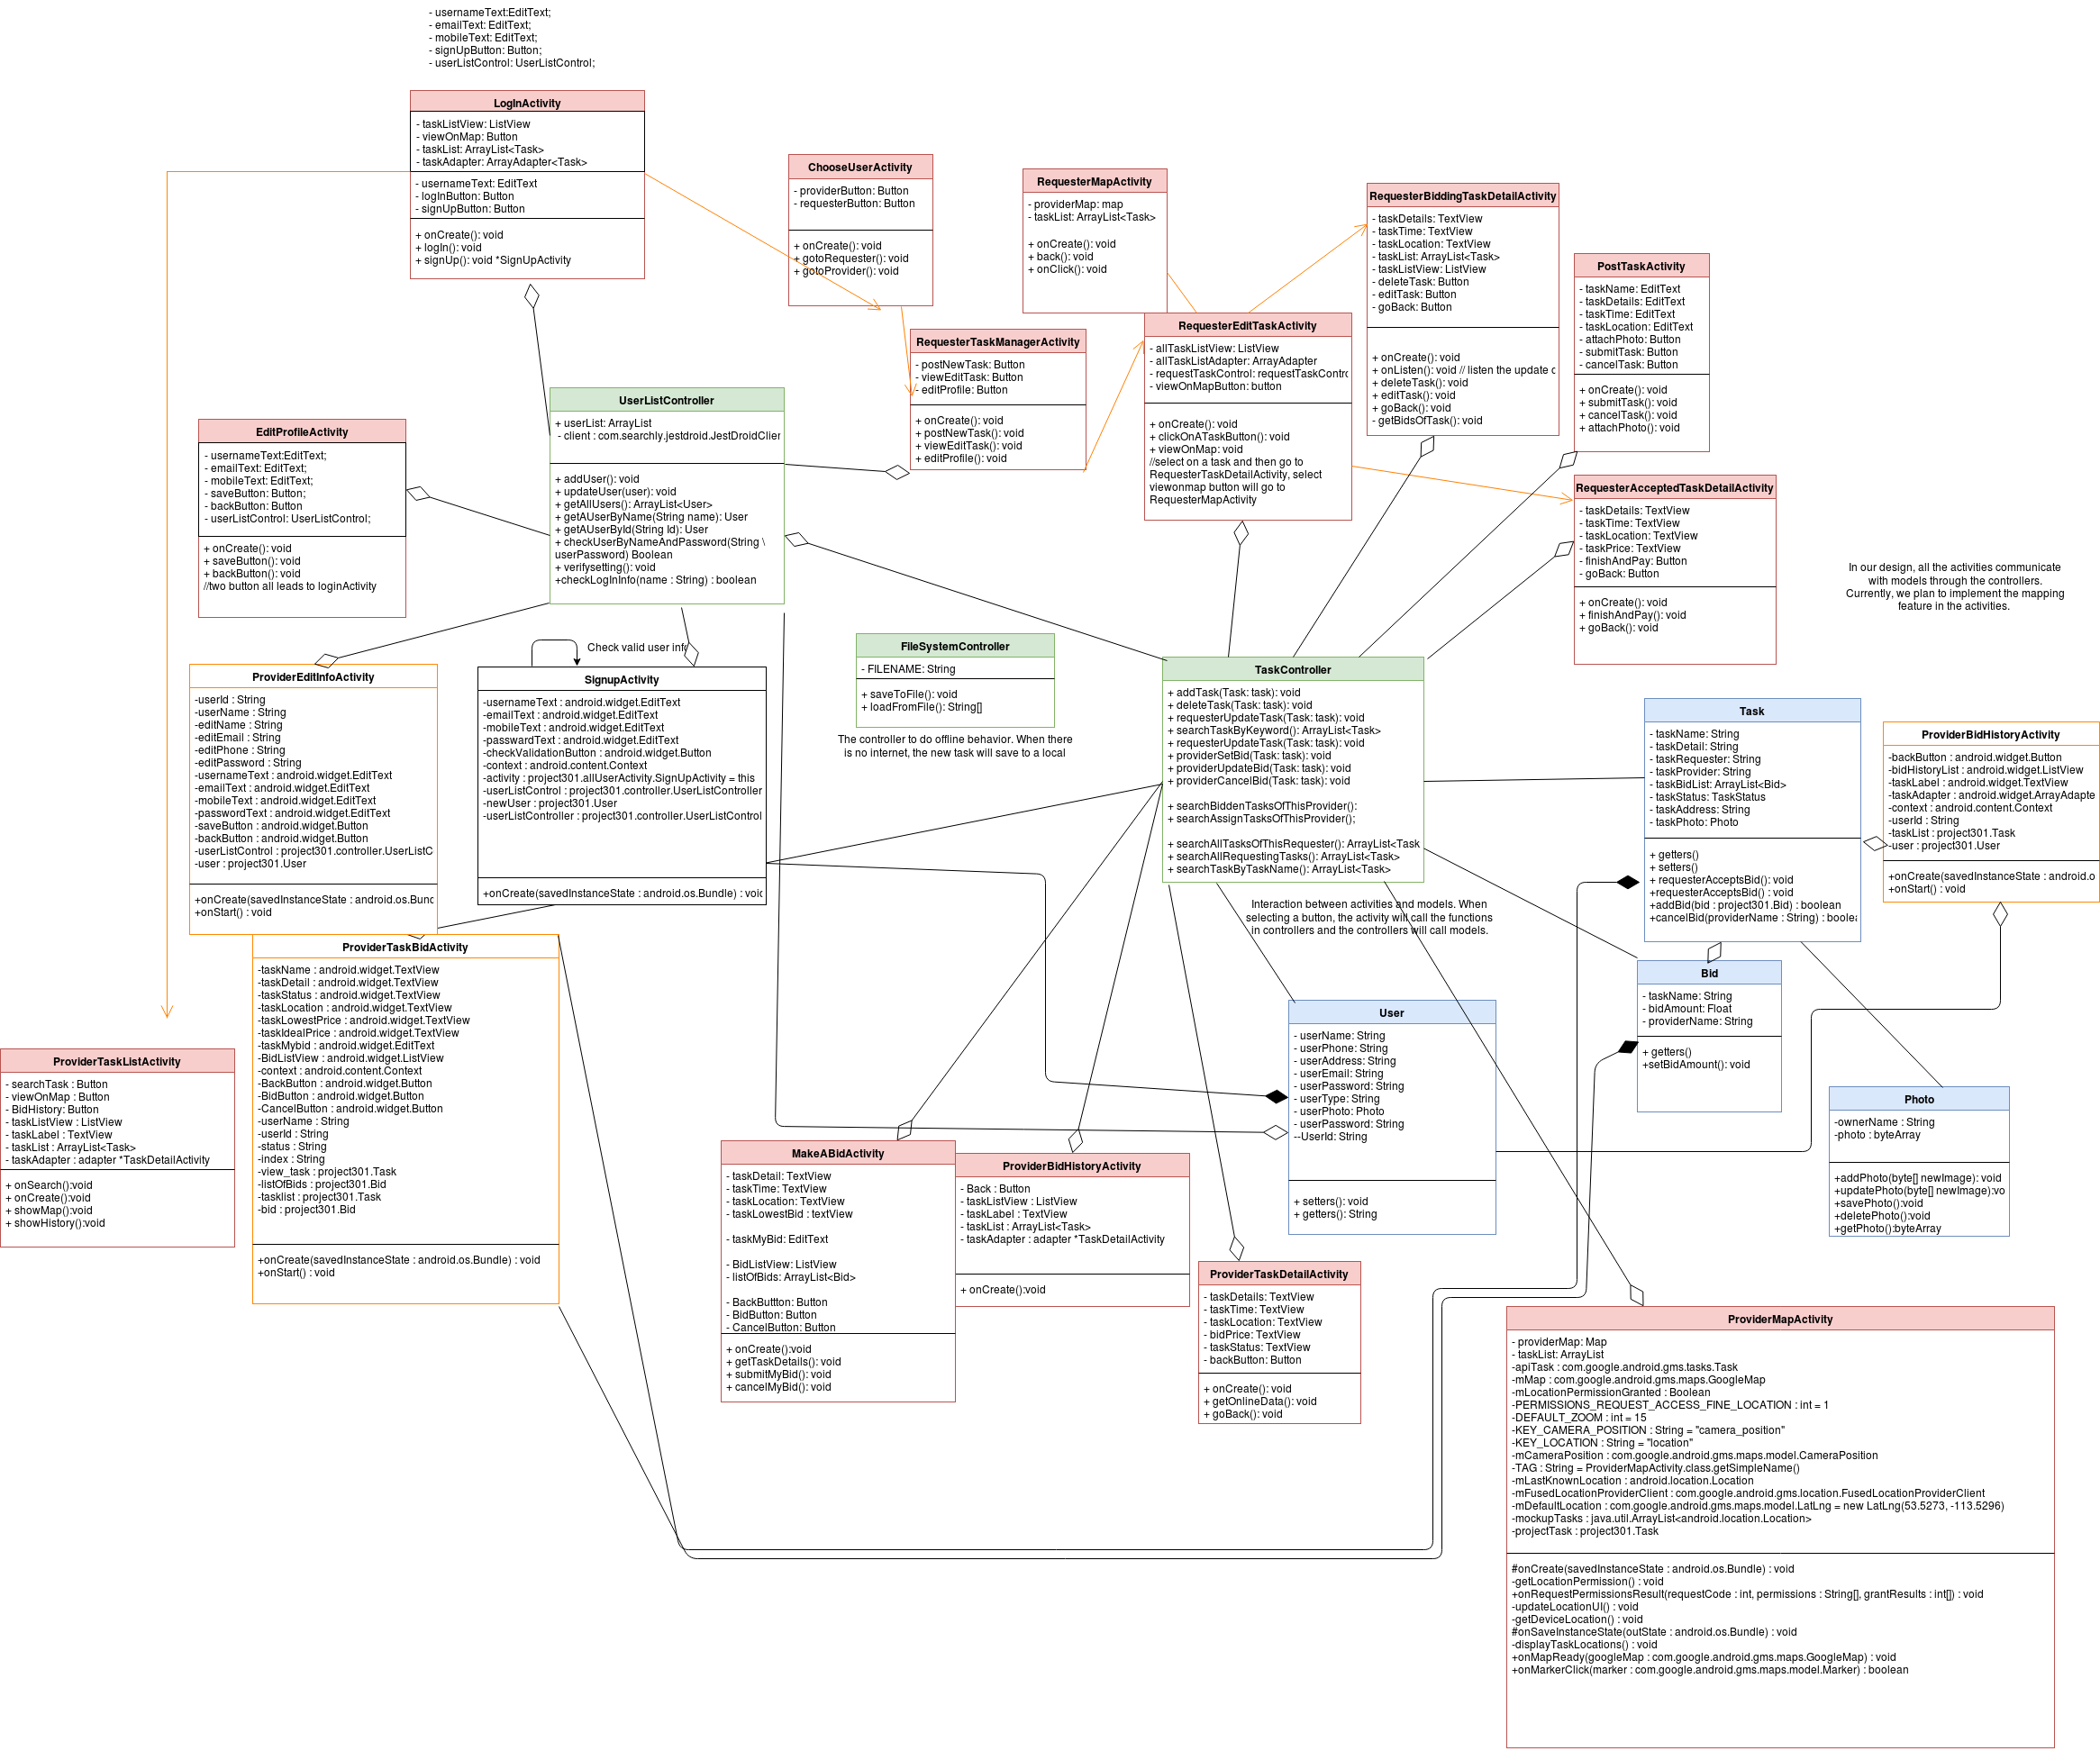 - usernameText:EditText;
- emailText: EditText;
- mobileText: EditText;
- signUpButton: Button;
- userListControl: UserListControl;
LogInActivity
- taskListView: ListView
- viewOnMap: Button
- taskList: ArrayList<Task>
- taskAdapter: ArrayAdapter<Task>
- usernameText: EditText
- logInButton: Button
- signUpButton: Button
+ onCreate(): void
+ logIn(): void
+ signUp(): void *SignUpActivity
ChooseUserActivity
- providerButton: Button
- requesterButton: Button
+ onCreate(): void
+ gotoRequester(): void
+ gotoProvider(): void
RequesterMapActivity
- providerMap: map
- taskList: ArrayList<Task>
+ onCreate(): void
+ back(): void
+ onClick(): void
RequesterBiddingTaskDetailActivity
- taskDetails: TextView
- taskTime: TextView
- taskLocation: TextView
- taskList: ArrayList<Task>
- taskListView: ListView
- deleteTask: Button
- editTask: Button
- goBack: Button
+ onCreate(): void
+ onListen(): void // listen the update c
+ deleteTask(): void
+ editTask(): void
+ goBack(): void
- getBidsOfTask(): void
PostTaskActivity
- taskName: EditText
- taskDetails: EditText
- taskTime: EditText
- taskLocation: EditText
- attachPhoto: Button
- submitTask: Button
- cancelTask: Button
+ onCreate(): void
+ submitTask(): void
+ cancelTask(): void
+ attachPhoto(): void
RequesterTaskManagerActivity
- postNewTask: Button
- viewEditTask: Button
- editProfile: Button
+ onCreate(): void
+ postNewTask(): void
+ viewEditTask(): void
+ editProfile(): void
RequesterEditTaskActivity
- allTaskListView: ListView
- allTaskListAdapter: ArrayAdapter
- requestTaskControl: requestTaskContrc
- viewOnMapButton: button
+ onCreate(): void
+ clickOnATaskButton(): void
+ viewOnMap: void
//select on a task and then go to
RequesterTaskDetailActivity, select
viewonmap button will go to
RequesterMapActivity
RequesterAcceptedTaskDetailActivity
- taskDetails: TextView
- taskTime: TextView
- taskLocation: TextView
- taskPrice: TextView
- finishAndPay: Button
- goBack: Button
+ onCreate(): void
+ finishAndPay(): void
+ goBack(): void
In our design, all the activities communicate
with models through the controllers.
Currently, we plan to implement the mapping
feature in the activities.
UserListController
+ userList: ArrayList
- client : com.searchly.jestdroid.JestDroidClier
+ addUser(): void
+ updateUser(user): void
+ getAllUsers(): ArrayList<User>
+ getAUserByName(String name): User
+ getAUserById(String Id): User
+ checkUserByNameAndPassword(String \
userPassword) Boolean
+ verifysetting(): void
+checkLogInInfo(name : String) : boolean
EditProfileActivity
- usernameText:EditText;
- emailText: EditText;
- mobileText: EditText;
- saveButton: Button;
- backButton: Button
- userListControl: UserListControl;
+ onCreate(): void
+ saveButton(): void
+ backButton(): void
//two button all leads to loginActivity
ProviderEditInfoActivity
-userId : String
-userName : String
-editName : String
-editEmail : String
-editPhone : String
-editPassword : String
-usernameText : android.widget.EditText
-emailText : android.widget.EditText
-mobileText : android.widget.EditText
-passwordText : android.widget.EditText
-saveButton : android.widget.Button
-backButton : android.widget.Button
-userListControl : project301.controller.UserListC
-user : project301.User
+onCreate(savedInstanceState : android.os.Bunc
+onStart() : void
Check valid user info
SignupActivity
-usernameText : android.widget.EditText
-emailText : android.widget.EditText
-mobileText : android.widget.EditText
-passwardText : android.widget.EditText
-checkValidationButton : android.widget.Button
-context : android.content.Context
-activity : project301.allUserActivity.SignUpActivity = this
-userListControl : project301.controller.UserListController
-newUser : project301.User
-userListController : project301.controller.UserListControl
+onCreate(savedInstanceState : android.os.Bundle) : voic
FileSystemController
- FILENAME: String
+ saveToFile(): void
+ loadFromFile(): String[]
The controller to do offline behavior. When there
is no internet, the new task will save to a local
TaskController
+ addTask(Task: task): void
+ deleteTask(Task: task): void
+ requesterUpdateTask(Task: task): void
+ searchTaskByKeyword(): ArrayList<Task>
+ requesterUpdateTask(Task: task): void
+ providerSetBid(Task: task): void
+ providerUpdateBid(Task: task): void
+ providerCancelBid(Task: task): void
+ searchBiddenTasksOfThisProvider():
+ searchAssignTasksOfThisProvider();
+ searchAllTasksOfThisRequester(): ArrayList<Task
+ searchAllRequestingTasks(): ArrayList<Task>
+ searchTaskByTaskName(): ArrayList<Task>
Interaction between activities and models. When
selecting a button, the activity will call the functions
in controllers and the controllers will call models.
Task
- taskName: String
- taskDetail: String
- taskRequester: String
- taskProvider: String
- taskBidList: ArrayList<Bid>
- taskStatus: TaskStatus
- taskAddress: String
- taskPhoto: Photo
+ getters()
+ setters()
+ requesterAcceptsBid(): void
+requesterAcceptsBid() : void
+addBid(bid : project301.Bid) : boolean
+cancelBid(providerName : String) : boolea
ProviderBidHistoryActivity
-backButton : android.widget.Button
-bidHistoryList : android.widget.ListView
-taskLabel : android.widget.TextView
-taskAdapter : android.widget.ArrayAdapte
-context : android.content.Context
-userId : String
-taskList : project301.Task
-user : project301.User
+onCreate(savedInstanceState : android.o
+onStart() : void
Bid
- taskName: String
- bidAmount: Float
- providerName: String
+ getters()
+setBidAmount(): void
User
- userName: String
- userPhone: String
- userAddress: String
- userEmail: String
- userPassword: String
- userType: String
- userPhoto: Photo
- userPassword: String
--UserId: String
+ setters(): void
+ getters(): String
Photo
-ownerName : String
-photo : byteArray
+addPhoto(byte[] newImage): void
+updatePhoto(byte[] newImage):vo
+savePhoto():void
+deletePhoto():void
+getPhoto():byteArray
ProviderTaskBidActivity
-taskName : android.widget.TextView
-taskDetail : android.widget.TextView
-taskStatus : android.widget.TextView
-taskLocation : android.widget.TextView
-taskLowestPrice : android.widget.TextView
-taskIdealPrice : android.widget.TextView
-taskMybid : android.widget.EditText
-BidListView : android.widget.ListView
-context : android.content.Context
-BackButton : android.widget.Button
-BidButton : android.widget.Button
-CancelButton : android.widget.Button
-userName : String
-userId : String
-status : String
-index : String
-view_task : project301.Task
-listOfBids : project301.Bid
-tasklist : project301.Task
-bid : project301.Bid
+onCreate(savedInstanceState : android.os.Bundle) : void
+onStart() : void
ProviderTaskListActivity
- searchTask : Button
- viewOnMap : Button
- BidHistory: Button
- taskListView : ListView
- taskLabel : TextView
- taskList : ArrayList<Task>
- taskAdapter : adapter *TaskDetailActivity
+ onSearch():void
+ onCreate():void
+ showMap():void
+ showHistory():void
MakeABidActivity
- taskDetail: TextView
- taskTime: TextView
- taskLocation: TextView
- taskLowestBid : textView
- taskMyBid: EditText
- BidListView: ListView
- listOfBids: ArrayList<Bid>
- BackButtton: Button
- BidButton: Button
- CancelButton: Button
+ onCreate():void
+ getTaskDetails(): void
+ submitMyBid(): void
+ cancelMyBid(): void
ProviderBidHistoryActivity
- Back : Button
- taskListView : ListView
- taskLabel : TextView
- taskList : ArrayList<Task>
- taskAdapter : adapter *TaskDetailActivity
+ onCreate():void
ProviderTaskDetailActivity
- taskDetails: TextView
- taskTime: TextView
- taskLocation: TextView
- bidPrice: TextView
- taskStatus: TextView
- backButton: Button
+ onCreate(): void
+ getOnlineData(): void
+ goBack(): void
ProviderMapActivity
- providerMap: Map
- taskList: ArrayList
-apiTask : com.google.android.gms.tasks.Task
-mMap : com.google.android.gms.maps.GoogleMap
-mLocationPermissionGranted : Boolean
-PERMISSIONS_REQUEST_ACCESS_FINE_LOCATION : int = 1
-DEFAULT_ZOOM : int = 15
-KEY_CAMERA_POSITION : String = "camera_position"
-KEY_LOCATION : String = "location"
-mCameraPosition : com.google.android.gms.maps.model.CameraPosition
-TAG : String = ProviderMapActivity.class.getSimpleName()
-mLastKnownLocation : android.location.Location
-mFusedLocationProviderClient : com.google.android.gms.location.FusedLocationProviderClient
-mDefaultLocation : com.google.android.gms.maps.model.LatLng = new LatLng(53.5273, -113.5296)
-mockupTasks : java.util.ArrayList<android.location.Location>
-projectTask : project301.Task
#onCreate(savedInstanceState : android.os.Bundle) : void
-getLocationPermission() : void
+onRequestPermissionsResult(requestCode : int, permissions : String[], grantResults : int[]) : void
-updateLocationUI() : void
-getDeviceLocation() : void
#onSaveInstanceState(outState : android.os.Bundle) : void
-displayTaskLocations() : void
+onMapReady(googleMap : com.google.android.gms.maps.GoogleMap) : void
+onMarkerClick(marker : com.google.android.gms.maps.model.Marker) : boolean